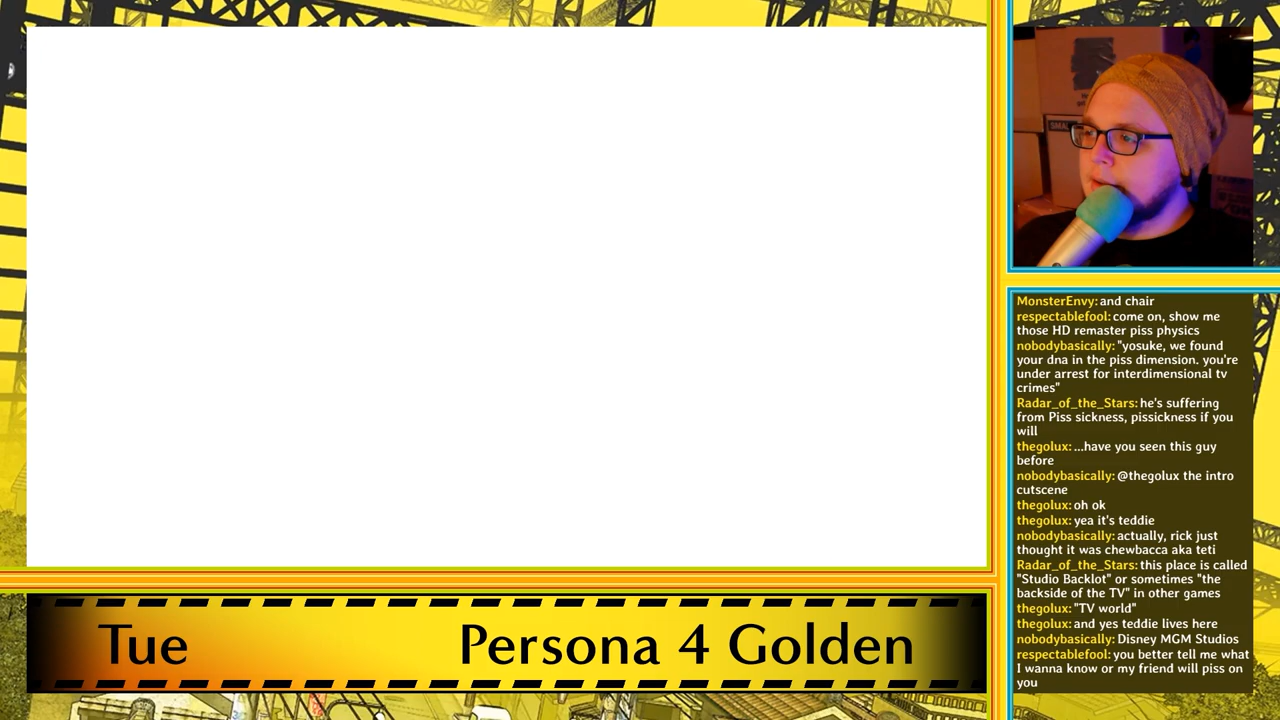 MonsterEnvy: and chair
respectablefool: come on, show me
those HD remaster piss physics
nobodybasically: "yosuke, we found
your dna in the piss dimension. you're
under arrest for interdimensional tv
crimes"
Radar_of_the_Stars: he's suffering
from Piss sickness, pissickness if you
will
thegolux: ...have you seen this guy
before
nobodybasically: @thegolux the intro
cutscene
thegolux: oh ok
thegolux: yea it's teddie
nobodybasically: actually, rick just
thought it was chewbacca aka teti
Radar_of_the_Stars: this place is called
"Studio Backlot" or sometimes "the
backside of the TV" in other games
thegolux: "TV world"
thegolux: and yes teddie lives here
nobodybasically: Disney MGM Studios
respectablefool: you better tell me what
I wanna know or my friend will piss on
you
Tue
Persona 4 Golden